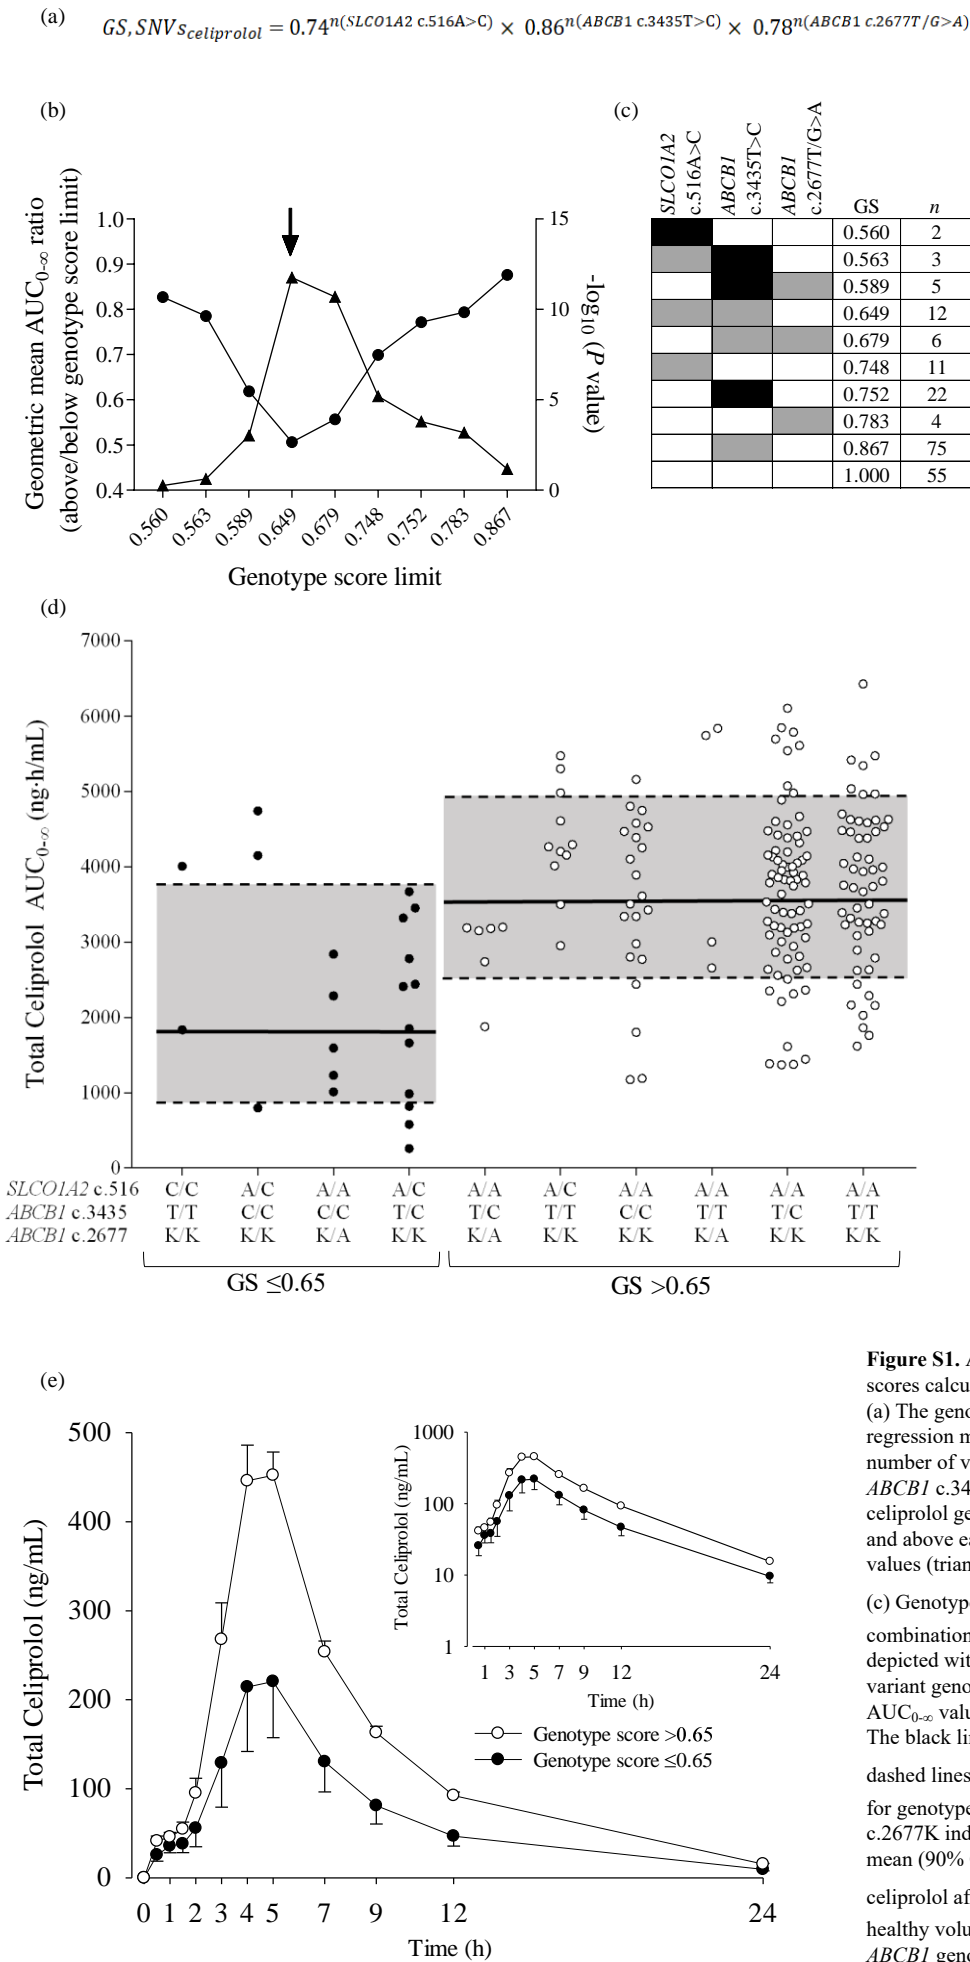 (a)
GS, SNVs_celiprolol = 0.74^n(SLCO1A2 c.516A>C) × 0.86^n(ABCB1 c.3435T>C) × 0.78^n(ABCB1 c.2677T/G>A)
(b)
Geometric mean AUC0-∞ ratio
(above/below genotype score limit)
1.0
0.9
0.8
0.7
0.6
0.5
0.4
15
10
5
0
-log10 (P value)
0.560 0.563 0.589 0.649 0.679 0.748 0.752 0.783 0.867
Genotype score limit
(c)
SLCO1A2 c.516A>C
ABCB1 c.3435T>C
ABCB1 c.2677T/G>A
GS n
0.560 2
0.563 3
0.589 5
0.649 12
0.679 6
0.748 11
0.752 22
0.783 4
0.867 75
1.000 55
(d)
Total Celiprolol AUC0-∞ (ng·h/mL)
7000
6000
5000
4000
3000
2000
1000
0
SLCO1A2 c.516 C/C A/C A/A A/C A/A A/C A/A A/A A/A A/A
ABCB1 c.3435 T/T C/C C/C T/C T/C T/T C/C T/T T/C T/T
ABCB1 c.2677 K/K K/K K/A K/K K/A K/K K/K K/A K/K K/K
GS ≤0.65 GS >0.65
(e)
Total Celiprolol (ng/mL)
500
400
300
200
100
0
0 1 2 3 4 5 7 9 12 24
Time (h)
Total Celiprolol (ng/mL)
1000
100
10
1
1 3 5 7 9 12 24
Time (h)
Genotype score >0.65
Genotype score ≤0.65
Figure S1. A
scores calcu
(a) The geno
regression m
number of v
ABCB1 c.34
celiprolol ge
and above ea
values (trian
(c) Genotype
combination
depicted wit
variant geno
AUC0-∞ valu
The black lin
dashed lines
for genotype
c.2677K ind
mean (90%
celiprolol af
healthy volu
ABCB1 geno